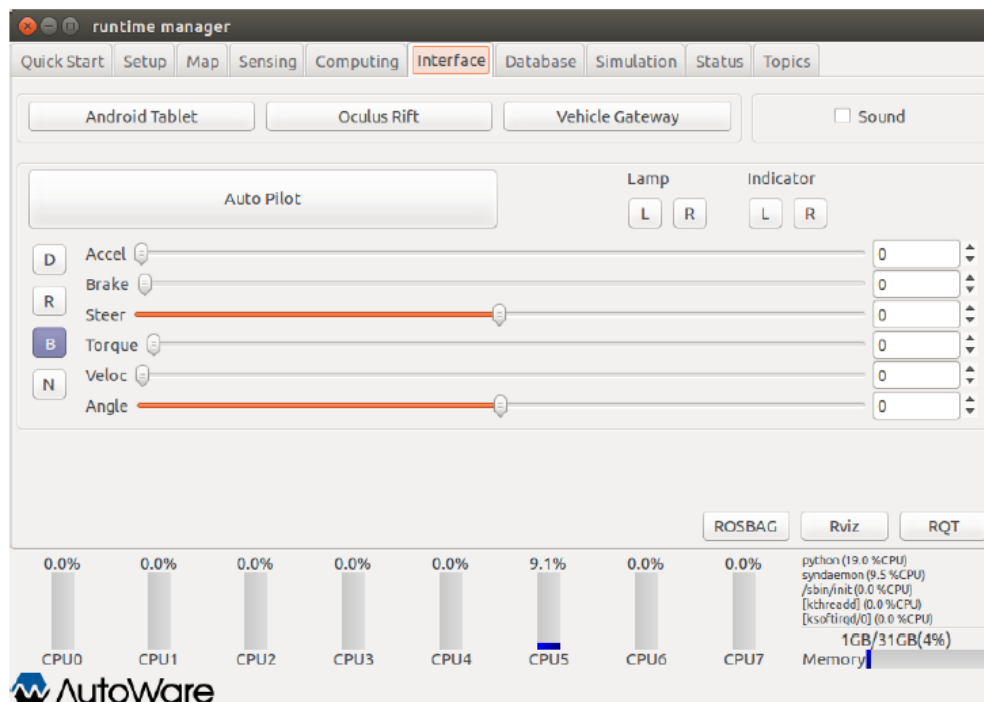 runtime manager
Quick Start Setup Map Sensing Computing Interface Database Simulation Status Topics
Android Tablet Oculus Rift Vehicle Gateway Sound
Auto Pilot
Lamp Indicator
L R L R
D Accel 0
Brake 0
R Steer 0
B Torque 0
Veloc 0
N Angle 0
ROSBAG Rviz RQT
0.0% 0.0% 0.0% 0.0% 0.0% 9.1% 0.0% 0.0%
python (19.0 %CPU)
syndaemon (9.5 %CPU)
/sbin/init (0.0 %CPU)
[kthreadd] (0.0 %CPU)
[ksoftirqd/0] (0.0 %CPU)
1GB/31GB(4%)
CPU0 CPU1 CPU2 CPU3 CPU4 CPU5 CPU6 CPU7 Memory
AutoWare